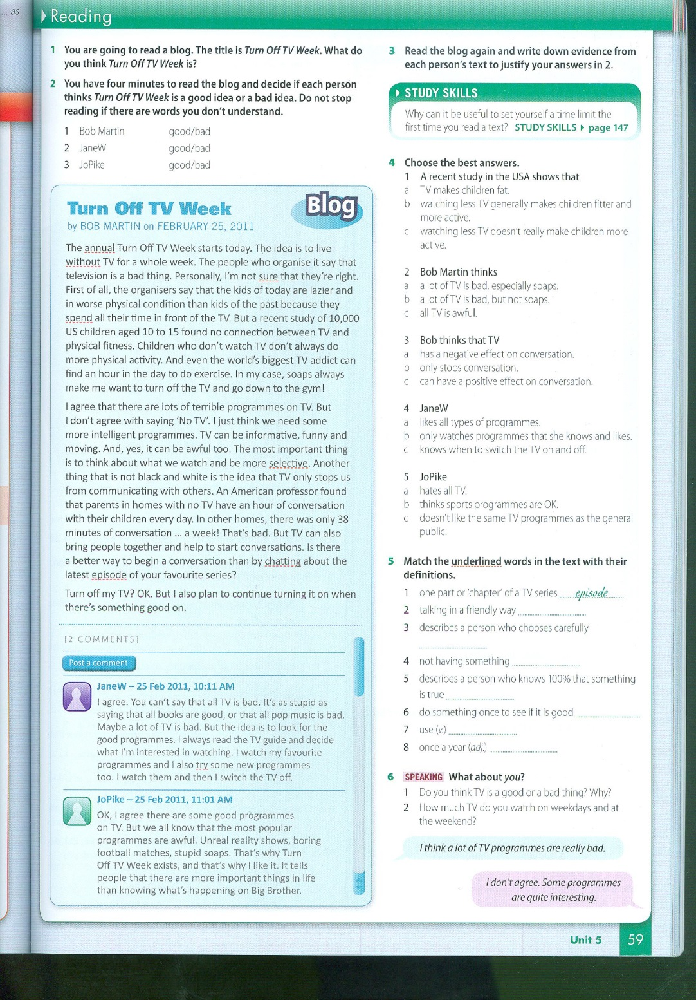 ... as
Reading
1 You are going to read a blog. The title is Turn Off TV Week. What do
you think Turn Off TV Week is?
2 You have four minutes to read the blog and decide if each person
thinks Turn Off TV Week is a good idea or a bad idea. Do not stop
reading if there are words you don't understand.
1 Bob Martin good/bad
2 JaneW good/bad
3 JoPike good/bad
Blog
Turn Off TV Week
by BOB MARTIN on FEBRUARY 25, 2011
The annual Turn Off TV Week starts today. The idea is to live
without TV for a whole week. The people who organise it say that
television is a bad thing. Personally, I'm not sure that they're right.
First of all, the organisers say that the kids of today are lazier and
in worse physical condition than kids of the past because they
spend all their time in front of the TV. But a recent study of 10,000
US children aged 10 to 15 found no connection between TV and
physical fitness. Children who don't watch TV don't always do
more physical activity. And even the world's biggest TV addict can
find an hour in the day to do exercise. In my case, soaps always
make me want to turn off the TV and go down to the gym!
I agree that there are lots of terrible programmes on TV. But
I don't agree with saying 'No TV'. I just think we need some
more intelligent programmes. TV can be informative, funny and
moving. And, yes, it can be awful too. The most important thing
is to think about what we watch and be more selective. Another
thing that is not black and white is the idea that TV only stops us
from communicating with others. An American professor found
that parents in homes with no TV have an hour of conversation
with their children every day. In other homes, there was only 38
minutes of conversation ... a week! That's bad. But TV can also
bring people together and help to start conversations. Is there
a better way to begin a conversation than by chatting about the
latest episode of your favourite series?
Turn off my TV? OK. But I also plan to continue turning it on when
there's something good on.
[2 COMMENTS]
Post a comment
JaneW – 25 Feb 2011, 10:11 AM
I agree. You can't say that all TV is bad. It's as stupid as
saying that all books are good, or that all pop music is bad.
Maybe a lot of TV is bad. But the idea is to look for the
good programmes. I always read the TV guide and decide
what I'm interested in watching. I watch my favourite
programmes and I also try some new programmes
too. I watch them and then I switch the TV off.
JoPike – 25 Feb 2011, 11:01 AM
OK, I agree there are some good programmes
on TV. But we all know that the most popular
programmes are awful. Unreal reality shows, boring
football matches, stupid soaps. That's why Turn
Off TV Week exists, and that's why I like it. It tells
people that there are more important things in life
than knowing what's happening on Big Brother.
3 Read the blog again and write down evidence from
each person's text to justify your answers in 2.
STUDY SKILLS
Why can it be useful to set yourself a time limit the
first time you read a text? STUDY SKILLS page 147
4 Choose the best answers.
1 A recent study in the USA shows that
a TV makes children fat.
b watching less TV generally makes children fitter and
more active.
c watching less TV doesn't really make children more
active.
2 Bob Martin thinks
a a lot of TV is bad, especially soaps.
b a lot of TV is bad, but not soaps.
c all TV is awful.
3 Bob thinks that TV
a has a negative effect on conversation.
b only stops conversation.
c can have a positive effect on conversation.
4 JaneW
a likes all types of programmes.
b only watches programmes that she knows and likes.
c knows when to switch the TV on and off.
5 JoPike
a hates all TV.
b thinks sports programmes are OK.
c doesn't like the same TV programmes as the general
public.
5 Match the underlined words in the text with their
definitions.
1 one part or 'chapter' of a TV series episode
2 talking in a friendly way
3 describes a person who chooses carefully
4 not having something
5 describes a person who knows 100% that something
is true
6 do something once to see if it is good
7 use (v.)
8 once a year (adj.)
6 SPEAKING What about you?
1 Do you think TV is a good or a bad thing? Why?
2 How much TV do you watch on weekdays and at
the weekend?
I think a lot of TV programmes are really bad.
I don't agree. Some programmes
are quite interesting.
Unit 5 59